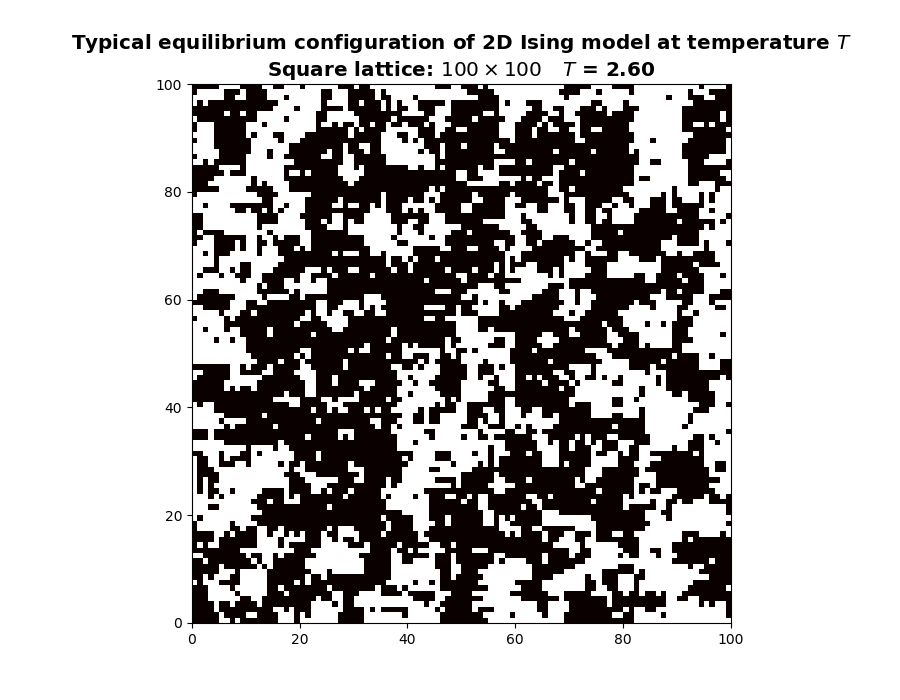 Typical equilibrium configuration of 2D Ising model at temperature T
Square lattice: 100 × 100 T = 2.60
100
80
60
40
20
0
0 20 40 60 80 100